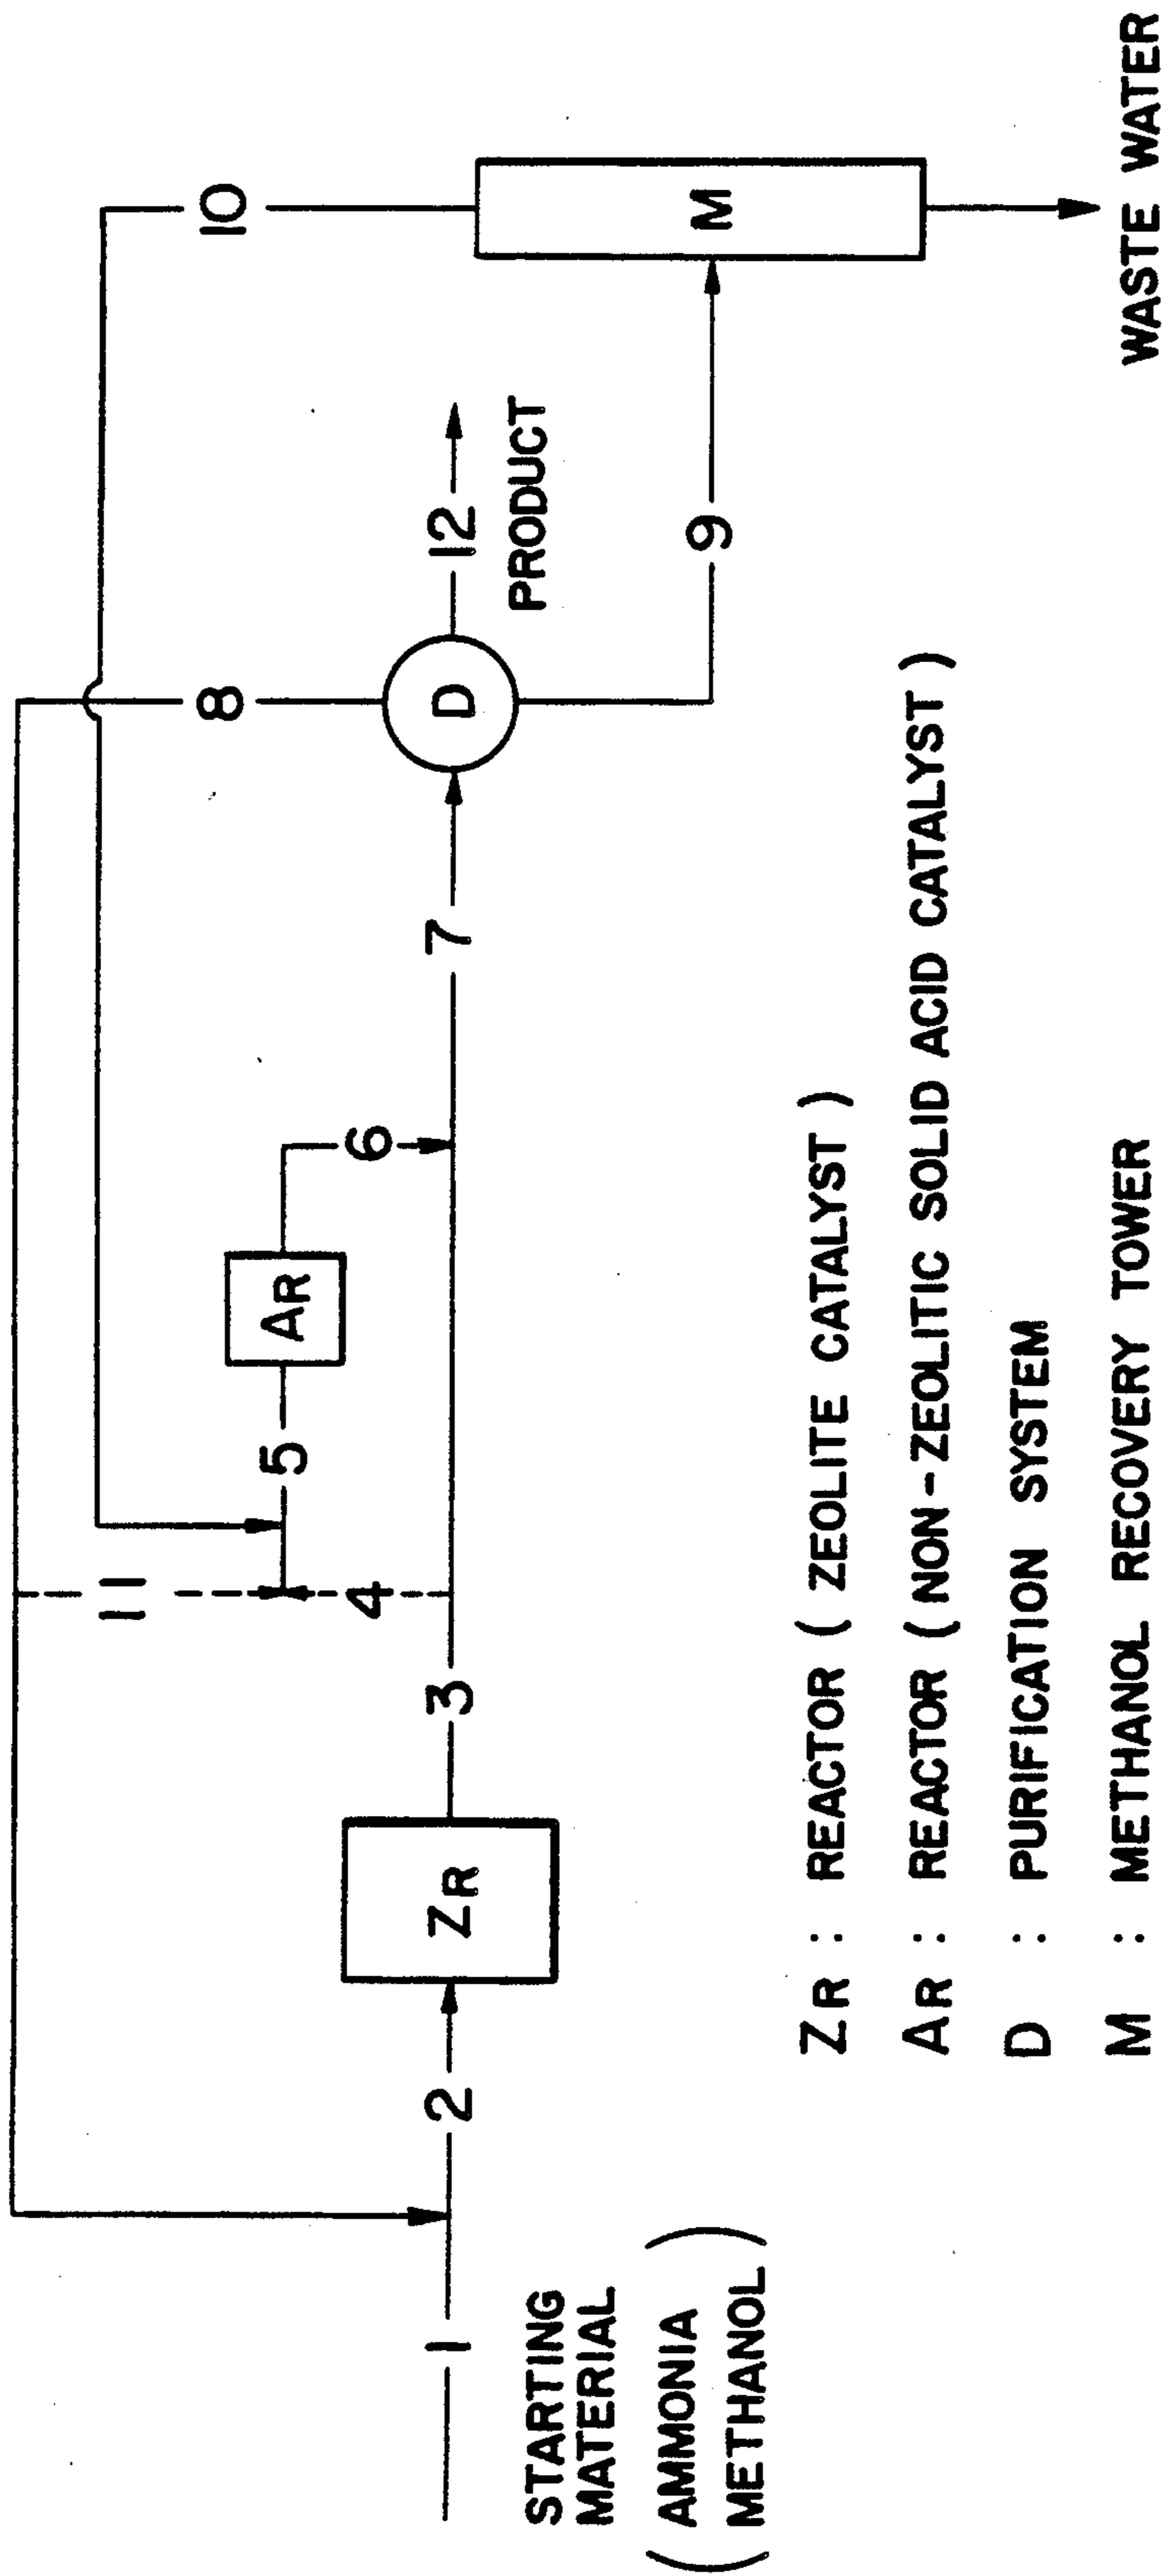 10
8
11
5
AR
6
4
1
2
ZR
3
7
D
12
PRODUCT
9
M
STARTING
MATERIAL
( AMMONIA
METHANOL )
WASTE WATER
ZR : REACTOR ( ZEOLITE CATALYST )
AR : REACTOR ( NON-ZEOLITIC SOLID ACID CATALYST )
D : PURIFICATION SYSTEM
M : METHANOL RECOVERY TOWER